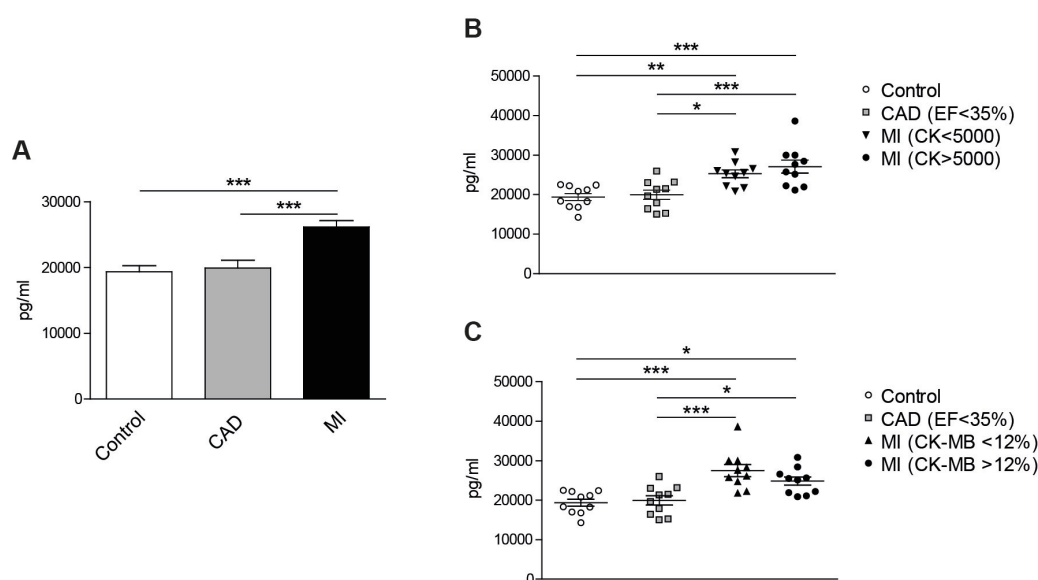 A
***
***
30000
20000
10000
0
pg/ml
Control
CAD
MI
B
***
**
***
*
50000
40000
30000
20000
10000
0
pg/ml
Control
CAD (EF<35%)
MI (CK<5000)
MI (CK>5000)
C
*
***
*
***
50000
40000
30000
20000
10000
0
pg/ml
Control
CAD (EF<35%)
MI (CK-MB <12%)
MI (CK-MB >12%)